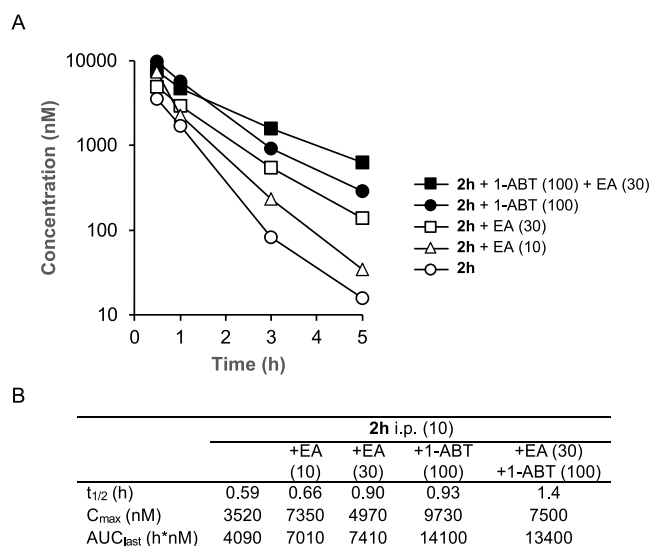 A
Concentration (nM)
10000
1000
100
10
0 1 2 3 4 5
Time (h)
2h + 1-ABT (100) + EA (30)
2h + 1-ABT (100)
2h + EA (30)
2h + EA (10)
2h
B
2h i.p. (10)
+EA +EA +1-ABT +EA (30)
(10) (30) (100) +1-ABT (100)
t1/2 (h) 0.59 0.66 0.90 0.93 1.4
Cmax (nM) 3520 7350 4970 9730 7500
AUClast (h*nM) 4090 7010 7410 14100 13400